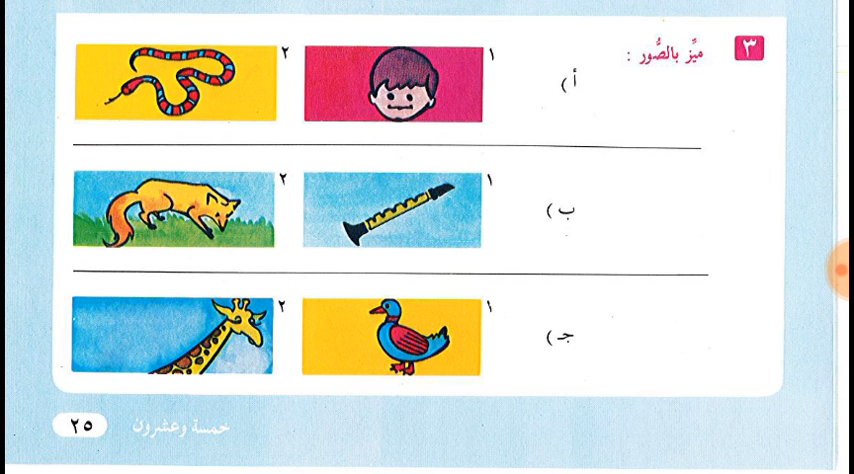 ٣ ميِّز بالصُّور :
أ ) ١ ٢
ب ) ١ ٢
جـ ) ١ ٢
خمسة وعشرون ٢٥